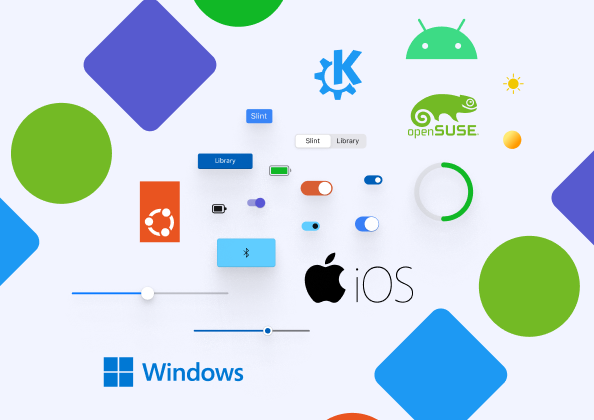 K
openSUSE
Slint
Slint Library
Library
iOS
Windows